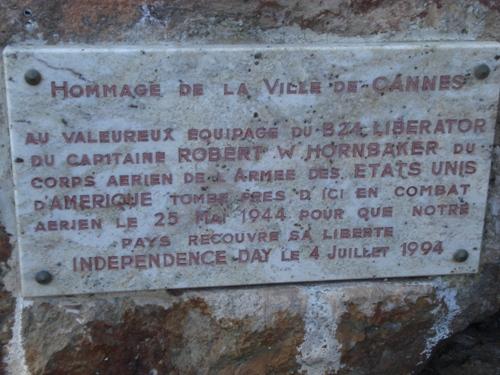 HOMMAGE DE LA VILLE DE CANNES
AU VALEUREUX EQUIPAGE DU B24 LIBERATOR
DU CAPITAINE ROBERT W HORNBAKER DU
CORPS AERIEN DE L'ARMEE DES ETATS UNIS
D'AMERIQUE TOMBE PRES D'ICI EN COMBAT
AERIEN LE 25 MAI 1944 POUR QUE NOTRE
PAYS RECOUVRE SA LIBERTE
INDEPENDENCE DAY LE 4 JUILLET 1994